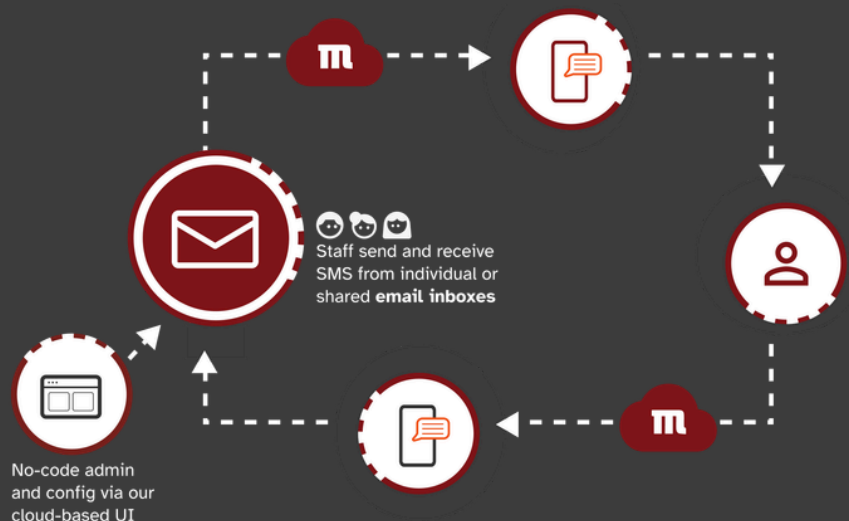 m
Staff send and receive
SMS from individual or
shared email inboxes
m
No-code admin
and config via our
cloud-based UI